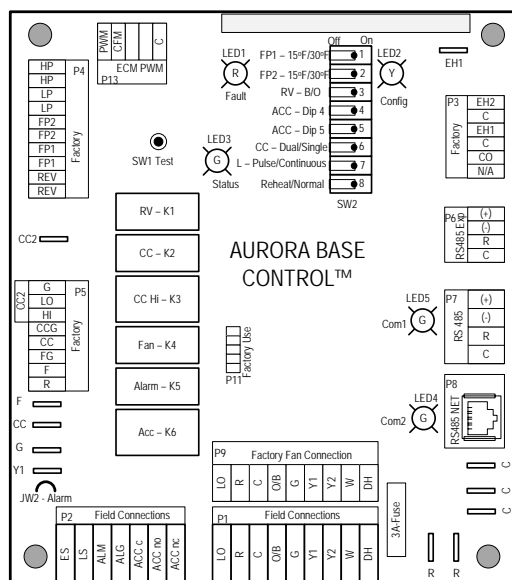 PWM
CFM
C
ECM PWM
P13
LED1
R
Fault
Off On
FP1 – 15ºF/30ºF 1
FP2 – 15ºF/30ºF 2
RV – B/O 3
ACC – Dip 4 4
ACC – Dip 5 5
CC – Dual/Single 6
L – Pulse/Continuous 7
Reheat/Normal 8
SW2
LED2
Y
Config
EH1
HP
HP
LP
LP
FP2
FP2
FP1
FP1
REV
REV
P4
Factory
SW1 Test
LED3
G
Status
P3
Factory
EH2
C
EH1
C
CO
N/A
CC2
RV – K1
CC – K2
CC Hi – K3
Fan – K4
Alarm – K5
Acc – K6
AURORA BASE
CONTROL™
P6
RS485 Exp
(+)
(-)
R
C
CC2
G
LO
HI
CCG
CC
FG
F
R
P5
Factory
Factory Use
P11
LED5
G
Com1
P7
RS 485
(+)
(-)
R
C
LED4
G
Com2
P8
RS485 NET
F
CC
G
Y1
JW2 - Alarm
P9 Factory Fan Connection
LO
R
C
O/B
G
Y1
Y2
W
DH
C
C
C
P2 Field Connections
ES
LS
ALM
ALG
ACC c
ACC no
ACC nc
P1 Field Connections
LO
R
C
O/B
G
Y1
Y2
W
DH
3A-Fuse
R R